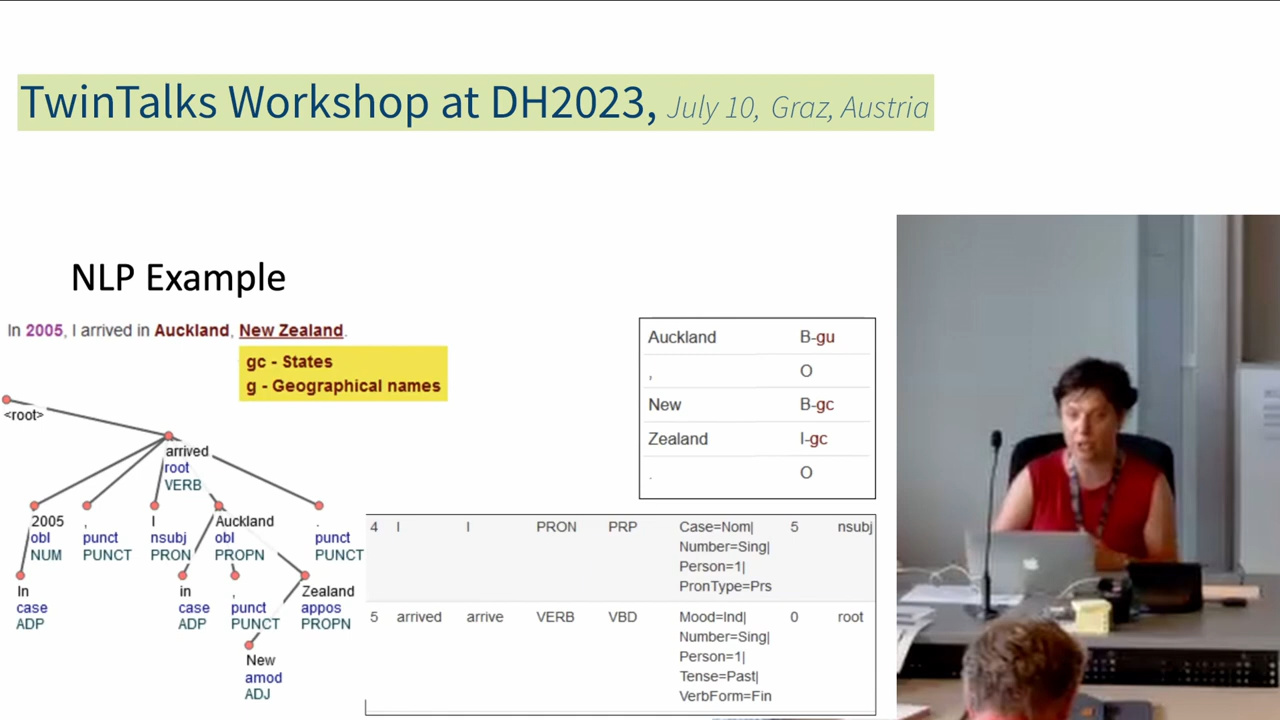 TwinTalks Workshop at DH2023, July 10, Graz, Austria
NLP Example
In 2005, I arrived in Auckland, New Zealand.
gc - States
g - Geographical names
<root>
arrived
root
VERB
2005
obl
NUM
,
punct
PUNCT
I
nsubj
PRON
Auckland
obl
PROPN
.
punct
PUNCT
In
case
ADP
in
case
ADP
,
punct
PUNCT
Zealand
appos
PROPN
New
amod
ADJ
Auckland B-gu
, O
New B-gc
Zealand I-gc
. O
4 I I PRON PRP Case=Nom| 5 nsubj
Number=Sing|
Person=1|
PronType=Prs
5 arrived arrive VERB VBD Mood=Ind| 0 root
Number=Sing|
Person=1|
Tense=Past|
VerbForm=Fin